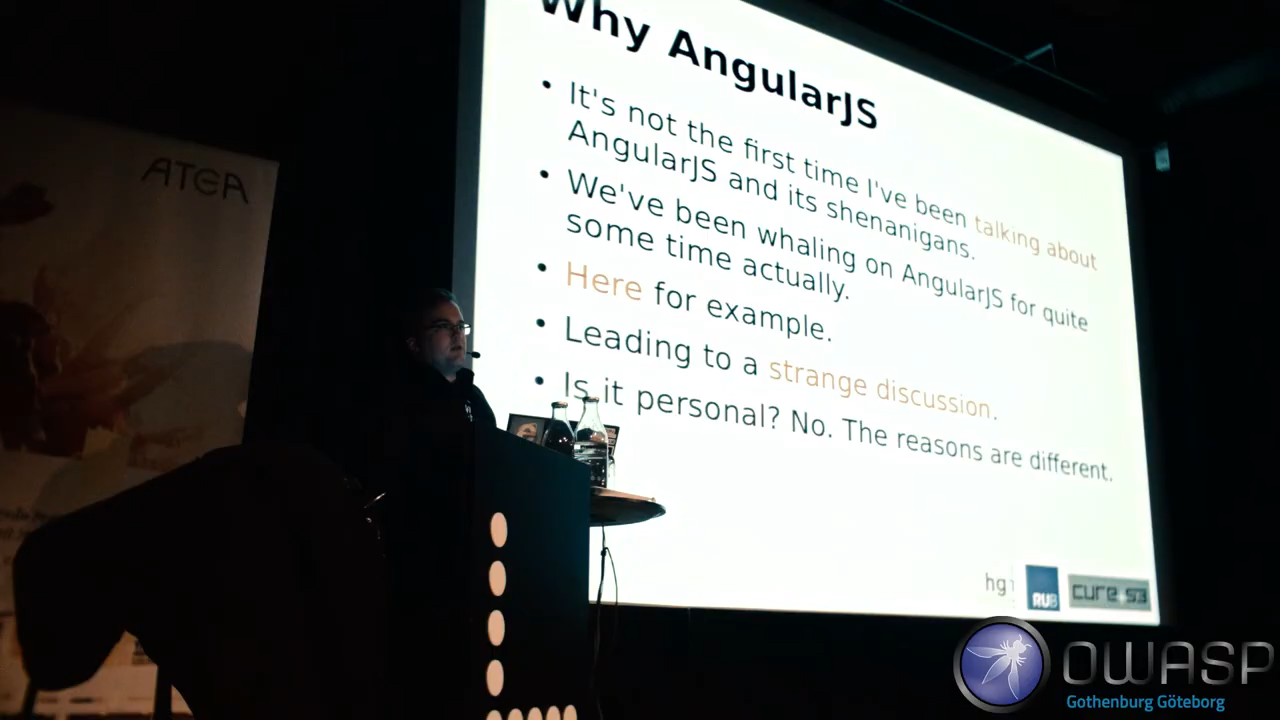 Why AngularJS
• It's not the first time I've been talking about
AngularJS and its shenanigans.
• We've been whaling on AngularJS for quite
some time actually.
• Here for example.
• Leading to a strange discussion.
• Is it personal? No. The reasons are different.
ATEA
RUB
cure53
OWASP
Gothenburg Göteborg